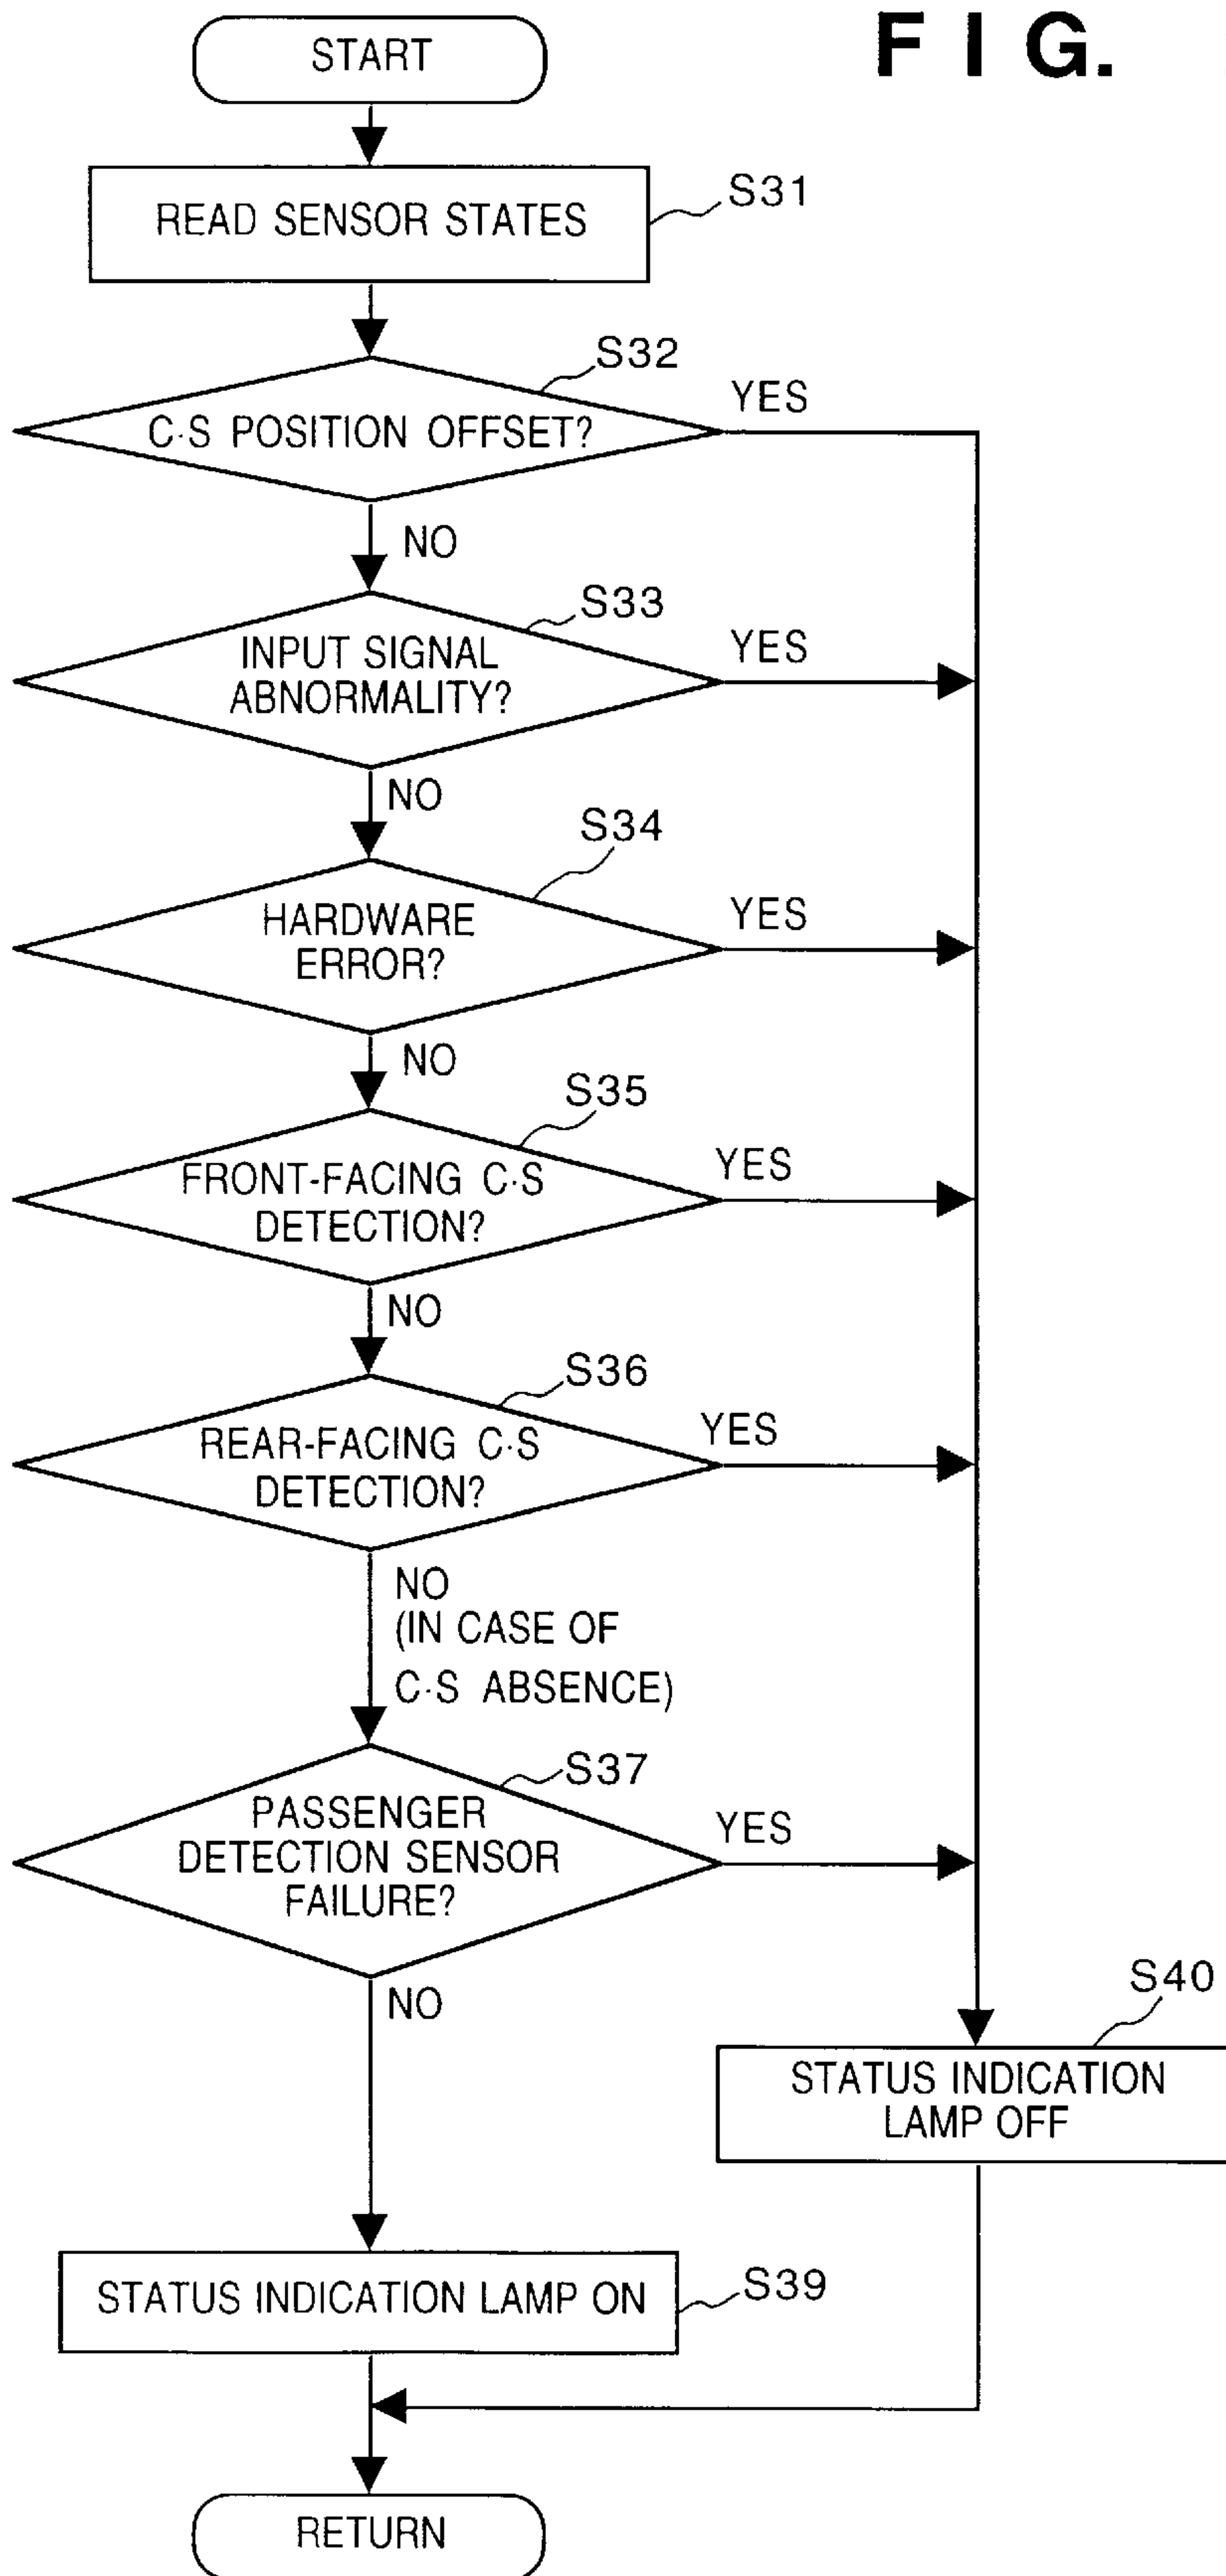 FIG.
START
READ SENSOR STATES
S31
S32
C·S POSITION OFFSET?
YES
NO
S33
INPUT SIGNAL
ABNORMALITY?
YES
NO
S34
HARDWARE
ERROR?
YES
NO
S35
FRONT-FACING C·S
DETECTION?
YES
NO
S36
REAR-FACING C·S
DETECTION?
YES
NO
(IN CASE OF
C·S ABSENCE)
S37
PASSENGER
DETECTION SENSOR
FAILURE?
YES
NO
S40
STATUS INDICATION
LAMP OFF
STATUS INDICATION LAMP ON
S39
RETURN